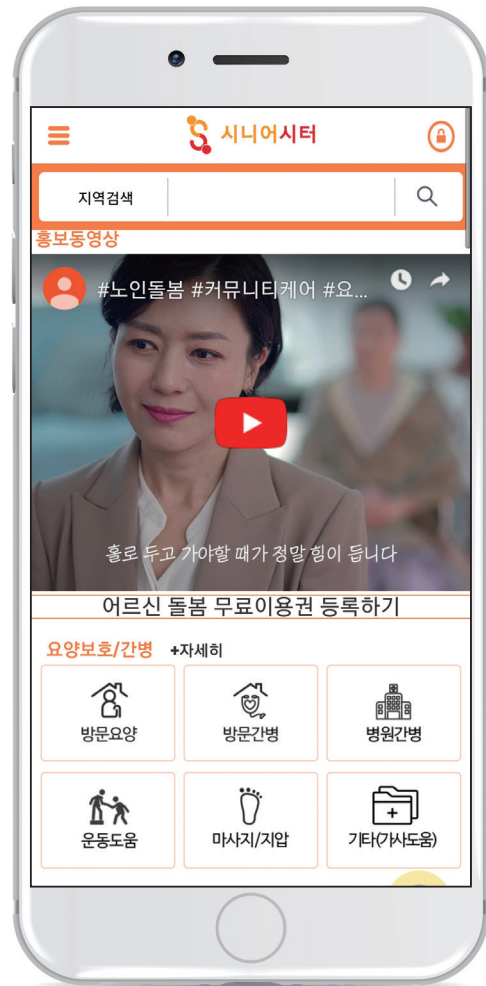 시니어시터
지역검색
홍보동영상
#노인돌봄 #커뮤니티케어 #요...
홀로 두고 가야할 때가 정말 힘이 듭니다
어르신 돌봄 무료이용권 등록하기
요양보호/간병 +자세히
방문요양 방문간병 병원간병
운동도움 마사지/지압 기타(가사도움)